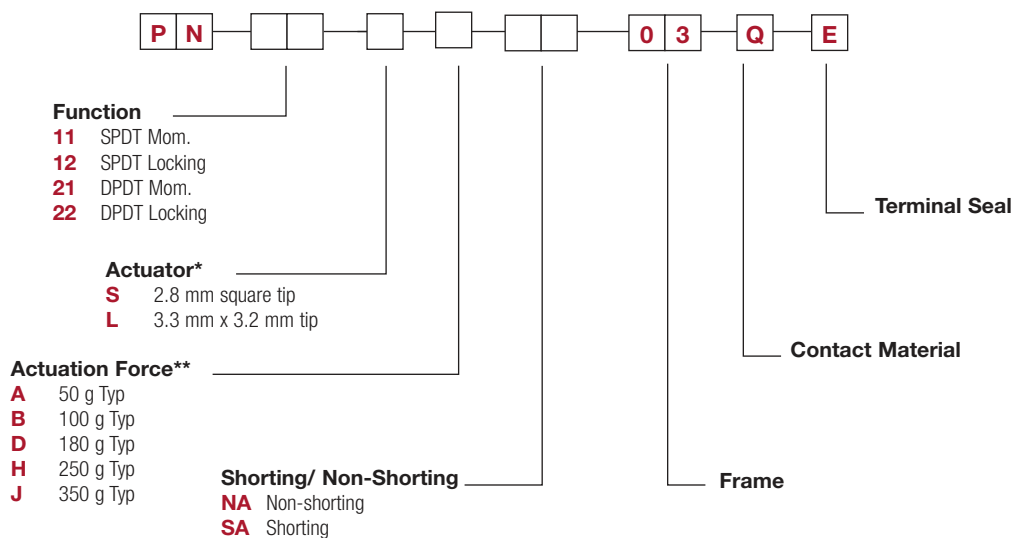 P N 0 3 Q E
Function
11 SPDT Mom.
12 SPDT Locking
21 DPDT Mom.
22 DPDT Locking
Terminal Seal
Actuator*
S 2.8 mm square tip
L 3.3 mm x 3.2 mm tip
Contact Material
Actuation Force**
A 50 g Typ
B 100 g Typ
D 180 g Typ
H 250 g Typ
J 350 g Typ
Shorting/ Non-Shorting
NA Non-shorting
SA Shorting
Frame